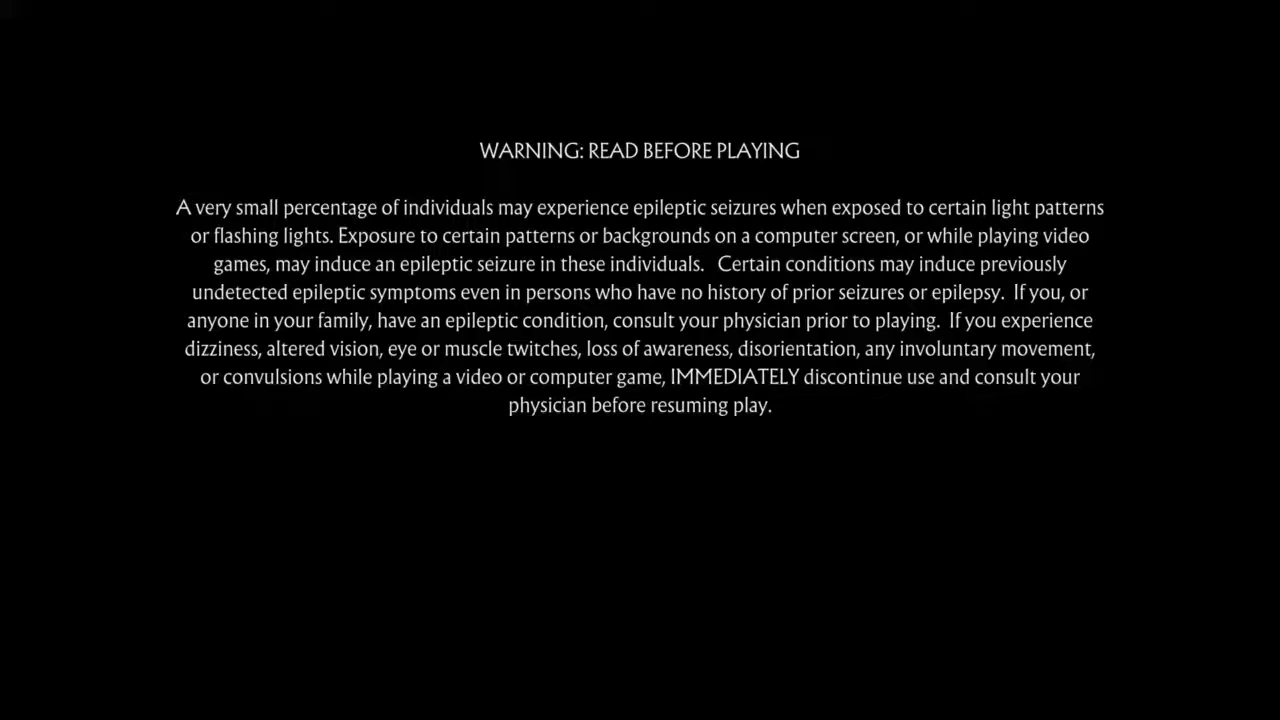 WARNING: READ BEFORE PLAYING
A very small percentage of individuals may experience epileptic seizures when exposed to certain light patterns
or flashing lights. Exposure to certain patterns or backgrounds on a computer screen, or while playing video
games, may induce an epileptic seizure in these individuals.   Certain conditions may induce previously
undetected epileptic symptoms even in persons who have no history of prior seizures or epilepsy.  If you, or
anyone in your family, have an epileptic condition, consult your physician prior to playing.  If you experience
dizziness, altered vision, eye or muscle twitches, loss of awareness, disorientation, any involuntary movement,
or convulsions while playing a video or computer game, IMMEDIATELY discontinue use and consult your
physician before resuming play.